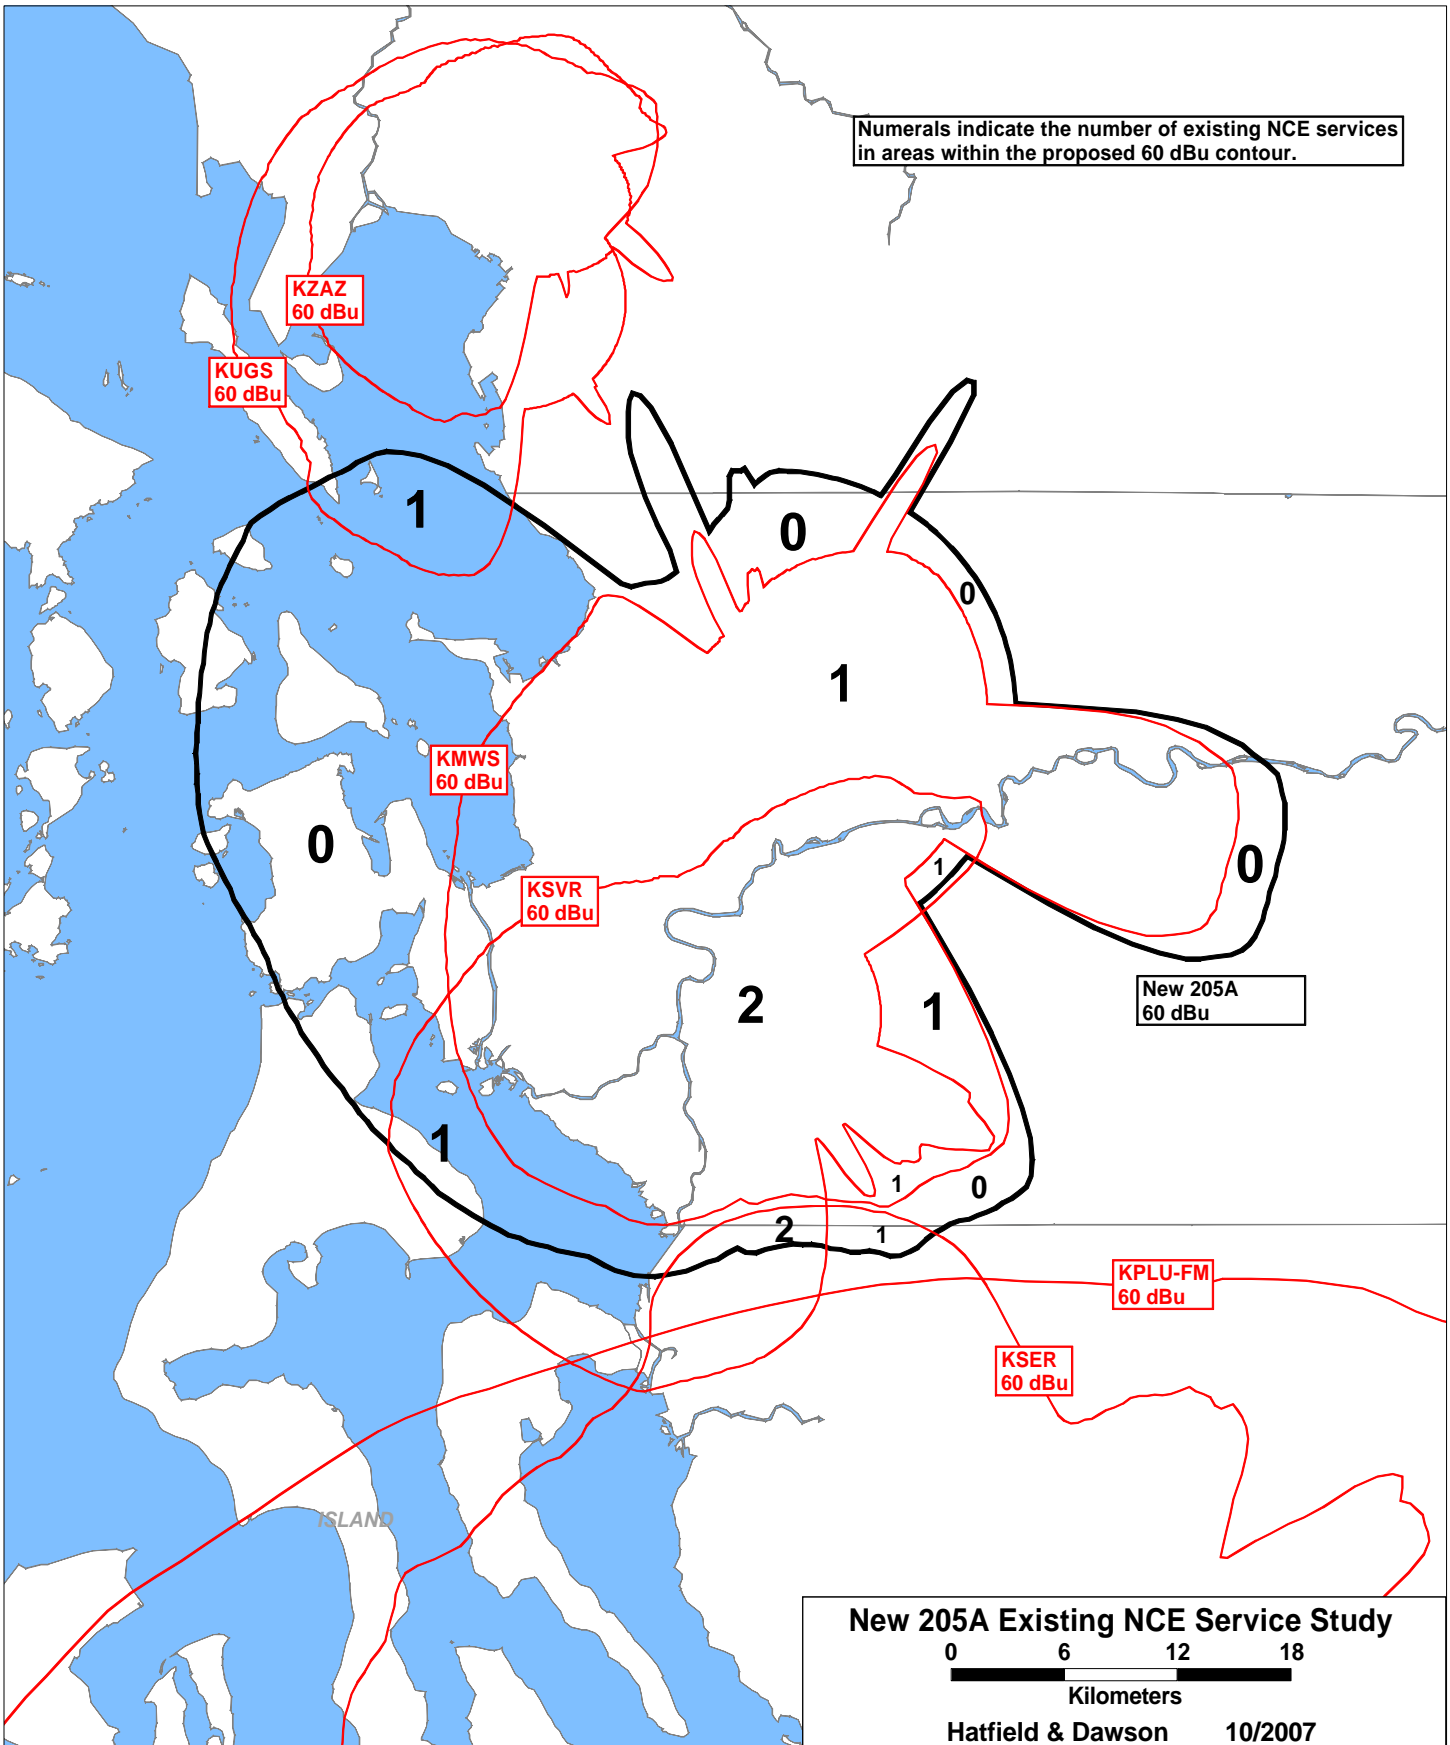 Numerals indicate the number of existing NCE services
in areas within the proposed 60 dBu contour.
KZAZ
60 dBu
KUGS
60 dBu
1
0
0
1
KMWS
60 dBu
0
1
0
KSVR
60 dBu
2
1
New 205A
60 dBu
1
1
0
2
1
KPLU-FM
60 dBu
KSER
60 dBu
ISLAND
New 205A Existing NCE Service Study
0 6 12 18
Kilometers
Hatfield & Dawson 10/2007